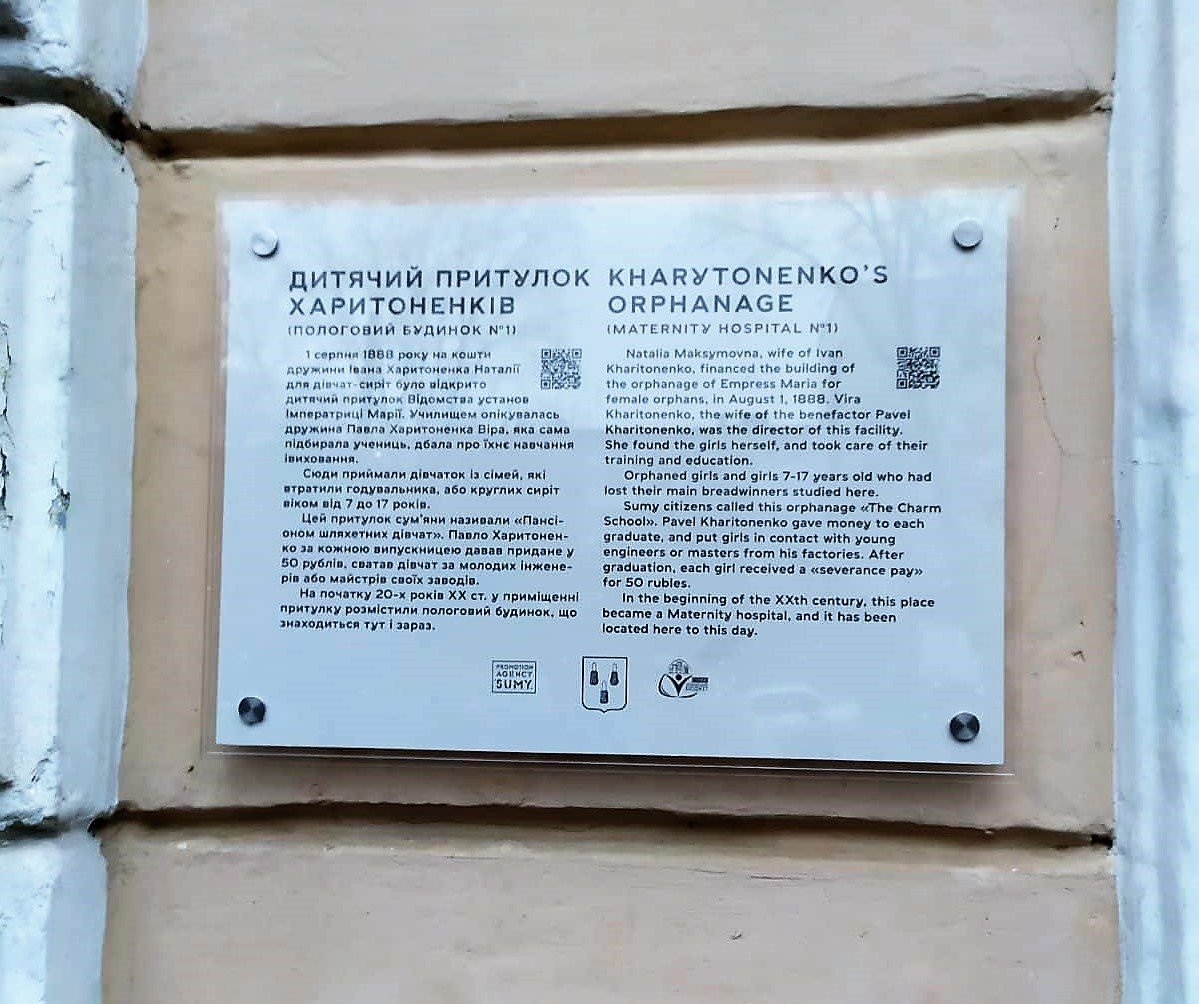 ДИТЯЧИЙ ПРИТУЛОК
ХАРИТОНЕНКІВ
(ПОЛОГОВИЙ БУДИНОК №1)
1 серпня 1888 року на кошти
дружини Івана Харитоненка Наталії
для дівчат-сиріт було відкрито
дитячий притулок Відомства установ
Імператриці Марії. Училищем опікувалась
дружина Павла Харитоненка Віра, яка сама
підбирала учениць, дбала про їхнє навчання
івиховання.
Сюди приймали дівчаток із сімей, які
втратили годувальника, або круглих сиріт
віком від 7 до 17 років.
Цей притулок сум'яни називали «Пансі-
оном шляхетних дівчат». Павло Харитонен-
ко за кожною випускницею давав придане у
50 рублів, сватав дівчат за молодих інжене-
рів або майстрів своїх заводів.
На початку 20-х років ХХ ст. у приміщенні
притулку розмістили пологовий будинок, що
знаходиться тут і зараз.
KHARYTONENKO'S
ORPHANAGE
(MATERNITY HOSPITAL №1)
Natalia Maksymovna, wife of Ivan
Kharitonenko, financed the building of
the orphanage of Empress Maria for
female orphans, in August 1, 1888. Vira
Kharitonenko, the wife of the benefactor Pavel
Kharitonenko, was the director of this facility.
She found the girls herself, and took care of their
training and education.
Orphaned girls and girls 7-17 years old who had
lost their main breadwinners studied here.
Sumy citizens called this orphanage «The Charm
School». Pavel Kharitonenko gave money to each
graduate, and put girls in contact with young
engineers or masters from his factories. After
graduation, each girl received a «severance pay»
for 50 rubles.
In the beginning of the XXth century, this place
became a Maternity hospital, and it has been
located here to this day.
PROMOTION
AGENCY
SUMY.